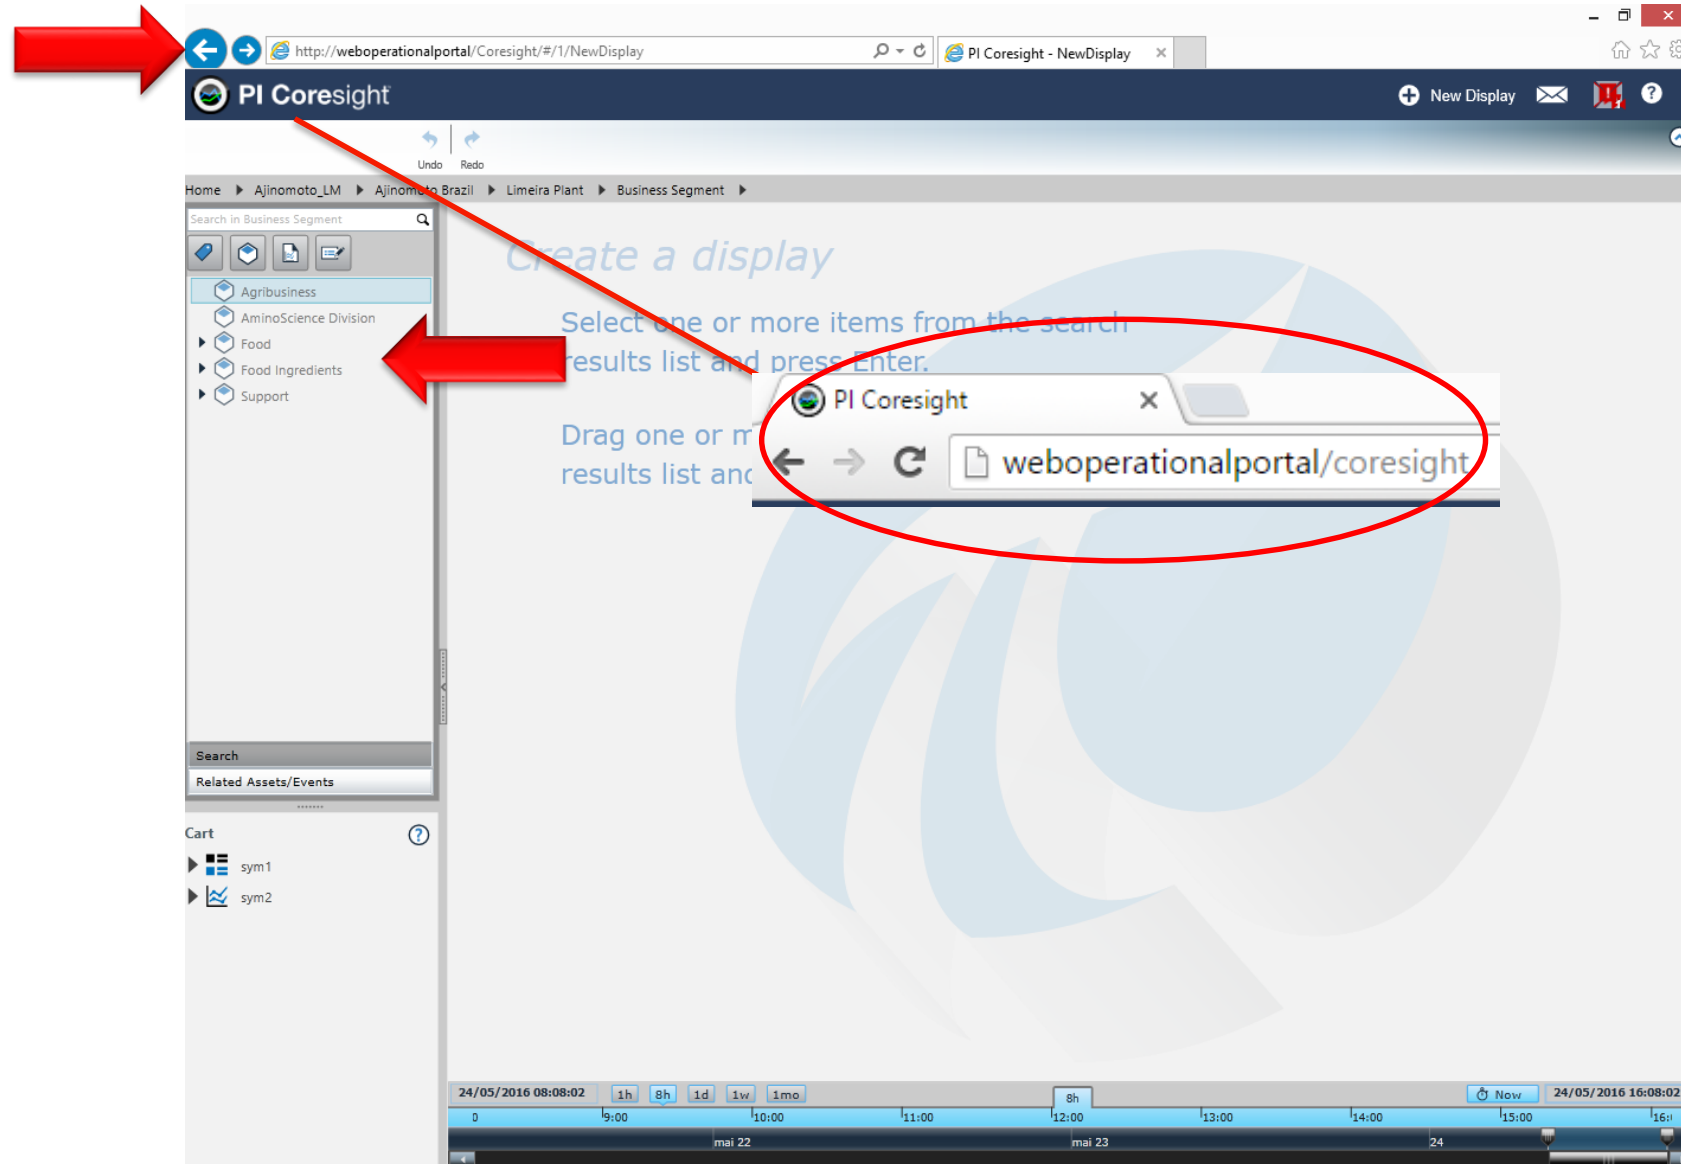 http://weboperationalportal/Coresight/#/1/NewDisplay
PI Coresight - NewDisplay
PI Coresight
New Display
?
Undo Redo
Home Ajinomoto_LM Ajinomoto Brazil Limeira Plant Business Segment
Search in Business Segment
Agribusiness
AminoScience Division
Food
Food Ingredients
Support
Create a display
Select one or more items from the search
results list and press Enter.
Drag one or m
results list and
PI Coresight
weboperationalportal/coresight
Search
Related Assets/Events
Cart
?
sym1
sym2
24/05/2016 08:08:02 1h 8h 1d 1w 1mo 8h Now 24/05/2016 16:08:02
0 9:00 10:00 11:00 12:00 13:00 14:00 15:00 16:
mai 22 mai 23 24